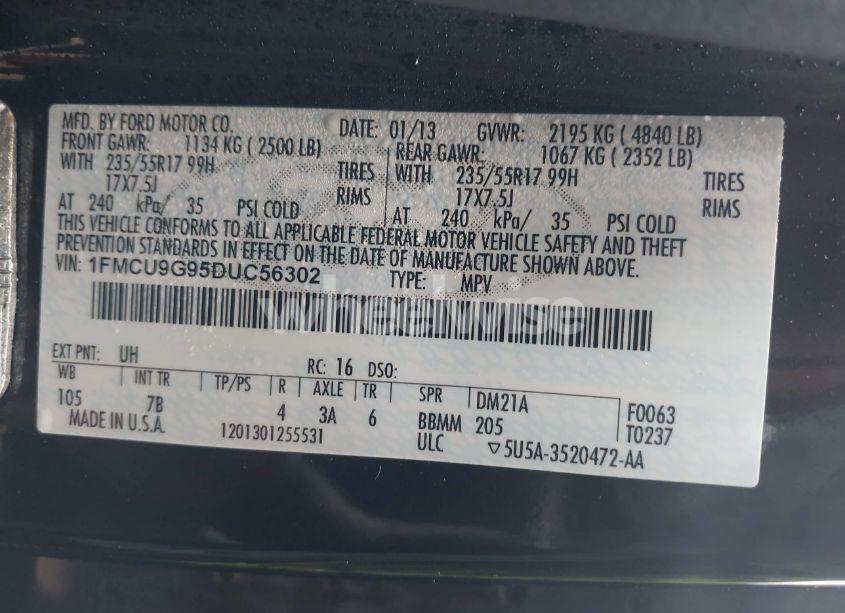 MFD. BY FORD MOTOR CO. DATE: 01/13 GVWR: 2195 KG ( 4840 LB)
FRONT GAWR: 1134 KG ( 2500 LB) REAR GAWR: 1067 KG ( 2352 LB)
WITH 235/55R17 99H TIRES WITH 235/55R17 99H TIRES
17X7.5J RIMS 17X7.5J RIMS
AT 240 kPa/ 35 PSI COLD AT 240 kPa/ 35 PSI COLD
THIS VEHICLE CONFORMS TO ALL APPLICABLE FEDERAL MOTOR VEHICLE SAFETY AND THEFT
PREVENTION STANDARDS IN EFFECT ON THE DATE OF MANUFACTURE SHOWN ABOVE.
VIN: 1FMCU9G95DUC56302 TYPE: MPV
wheelwise
EXT PNT: UH RC: 16 DSO:
WB INT TR TP/PS R AXLE TR SPR DM21A F0063
105 7B 4 3A 6 BBMM 205 T0237
MADE IN U.S.A. 1201301255531 ULC ▽5U5A-3520472-AA